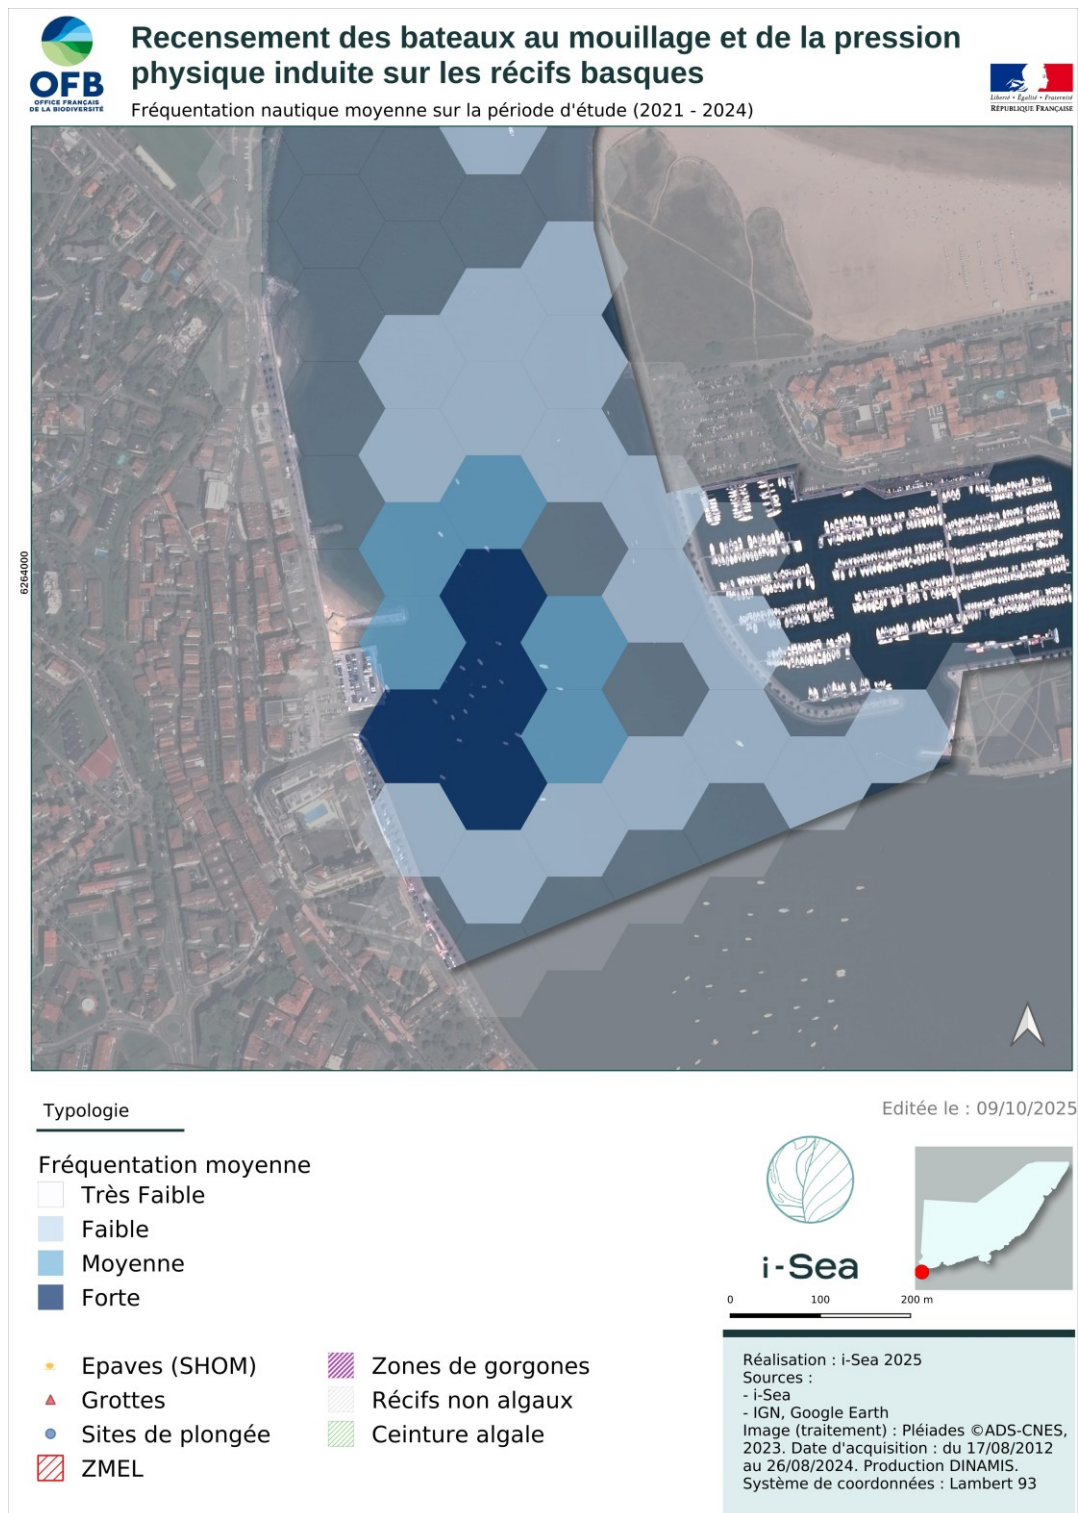 OFB
OFFICE FRANÇAIS
DE LA BIODIVERSITÉ
Recensement des bateaux au mouillage et de la pression
physique induite sur les récifs basques
Fréquentation nautique moyenne sur la période d'étude (2021 - 2024)
Liberté • Égalité • Fraternité
RÉPUBLIQUE FRANÇAISE
6264000
Typologie
Editée le : 09/10/2025
Fréquentation moyenne
Très Faible
Faible
Moyenne
Forte
Epaves (SHOM)
Grottes
Sites de plongée
ZMEL
Zones de gorgones
Récifs non algaux
Ceinture algale
i-Sea
0 100 200 m
Réalisation : i-Sea 2025
Sources :
- i-Sea
- IGN, Google Earth
Image (traitement) : Pléiades ©ADS-CNES,
2023. Date d'acquisition : du 17/08/2012
au 26/08/2024. Production DINAMIS.
Système de coordonnées : Lambert 93